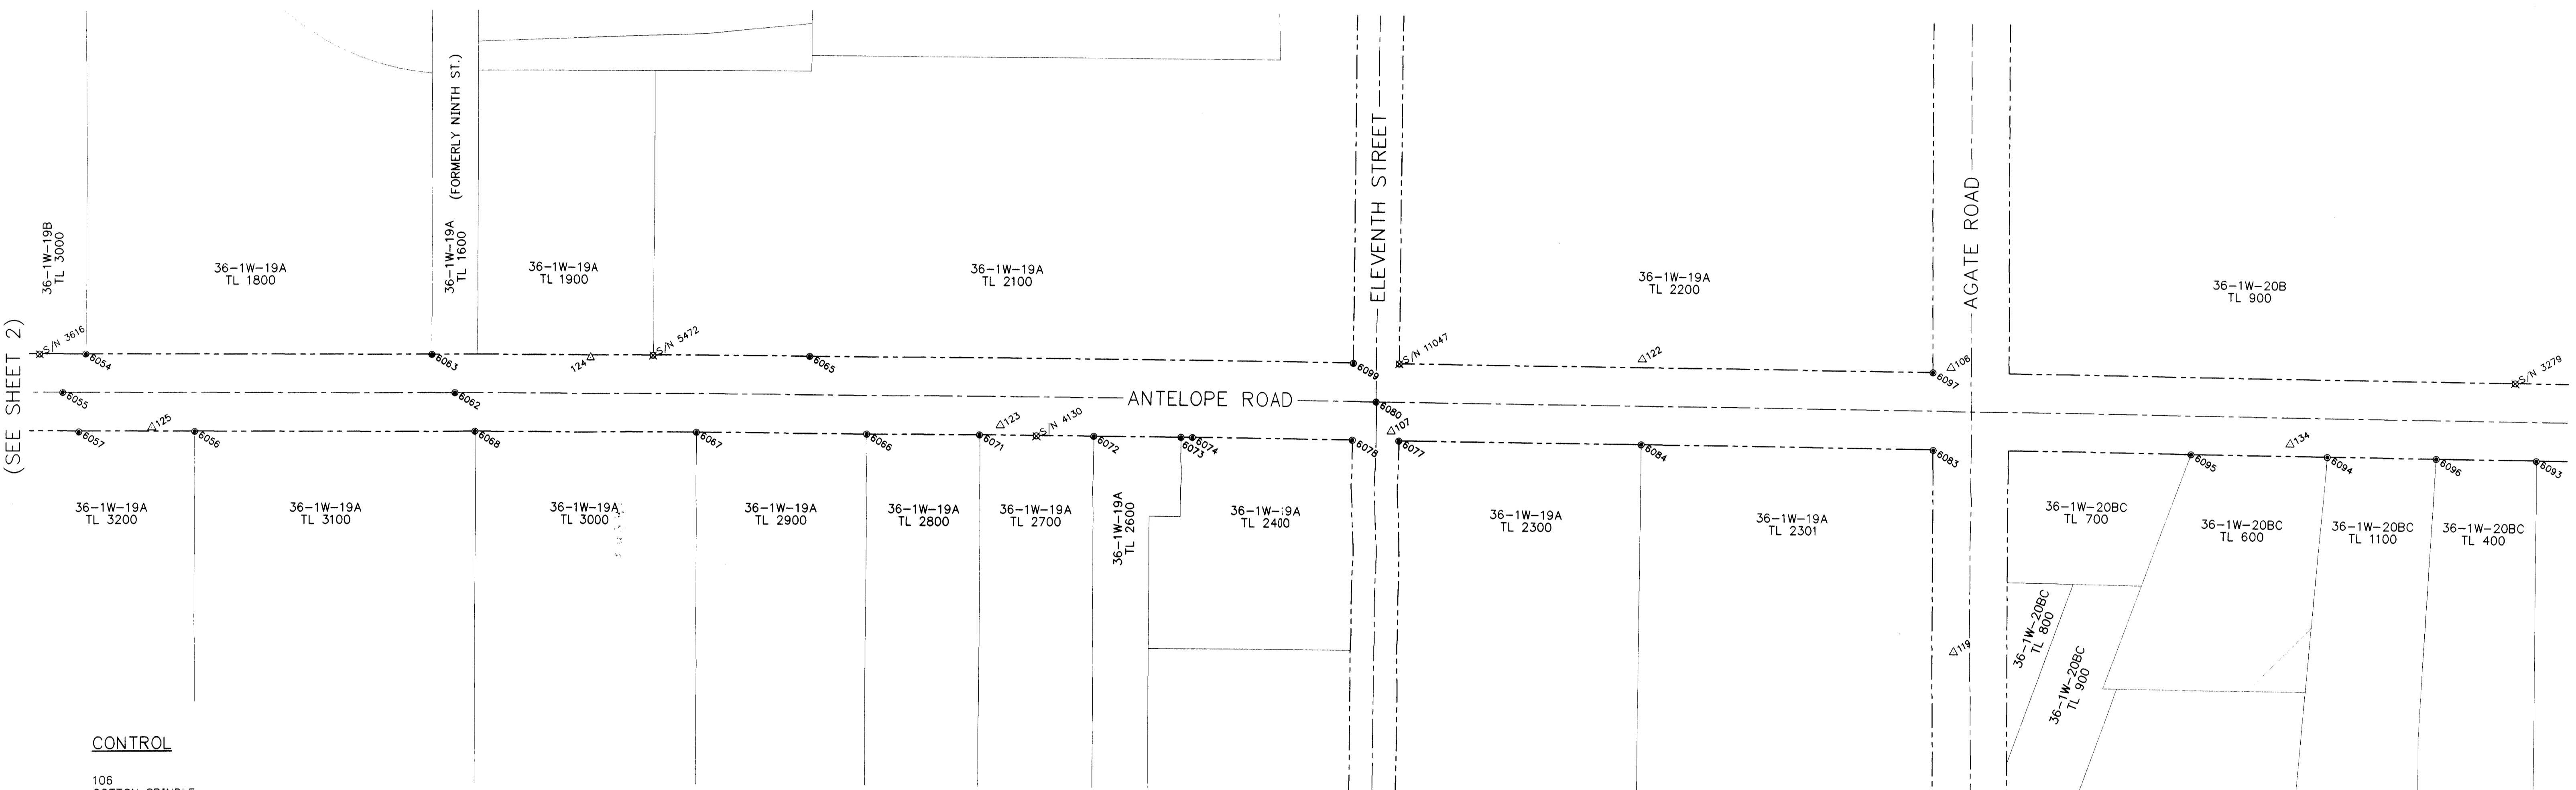 (SEE SHEET 2)
36-1W-19B
TL 3000
36-1W-19A
TL 1800
36-1W-19A
TL 1600
(FORMERLY NINTH ST.)
36-1W-19A
TL 1900
36-1W-19A
TL 2100
ELEVENTH STREET
36-1W-19A
TL 2200
AGATE ROAD
36-1W-20B
TL 900
S/N 3616
6054
6063
124
S/N 5472
6065
6099
S/N 11047
122
6097
106
S/N 3279
6055
6062
ANTELOPE ROAD
6080
6057
125
6056
6068
6067
6066
6071
123
S/N 4130
6072
6073
6074
6078
107
6077
6084
6083
6095
134
6094
6096
6093
36-1W-19A
TL 3200
36-1W-19A
TL 3100
36-1W-19A
TL 3000
36-1W-19A
TL 2900
36-1W-19A
TL 2800
36-1W-19A
TL 2700
36-1W-19A
TL 2600
36-1W-19A
TL 2400
36-1W-19A
TL 2300
36-1W-19A
TL 2301
36-1W-20BC
TL 700
36-1W-20BC
TL 600
36-1W-20BC
TL 1100
36-1W-20BC
TL 400
36-1W-20BC
TL 800
36-1W-20BC
TL 900
119
CONTROL
106